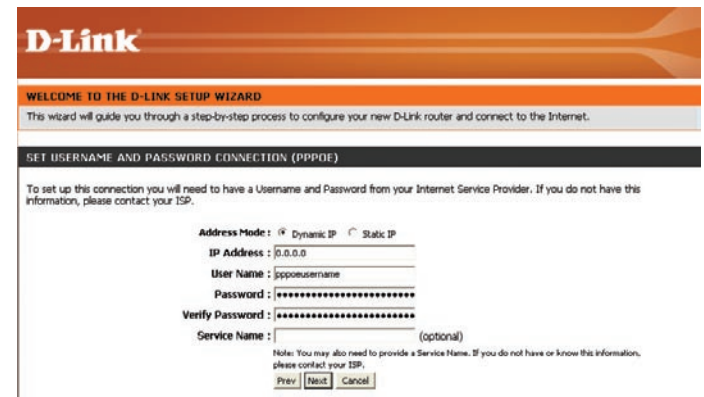 D-Link
WELCOME TO THE D-LINK SETUP WIZARD
This wizard will guide you through a step-by-step process to configure your new D-Link router and connect to the Internet.
SET USERNAME AND PASSWORD CONNECTION (PPPOE)
To set up this connection you will need to have a Username and Password from your Internet Service Provider. If you do not have this
information, please contact your ISP.
Address Mode : Dynamic IP Static IP
IP Address : 0.0.0.0
User Name : pppoeusername
Password : ••••••••••••••••••••••••
Verify Password : ••••••••••••••••••••••••
Service Name : (optional)
Note: You may also need to provide a Service Name. If you do not have or know this information,
please contact your ISP.
Prev Next Cancel